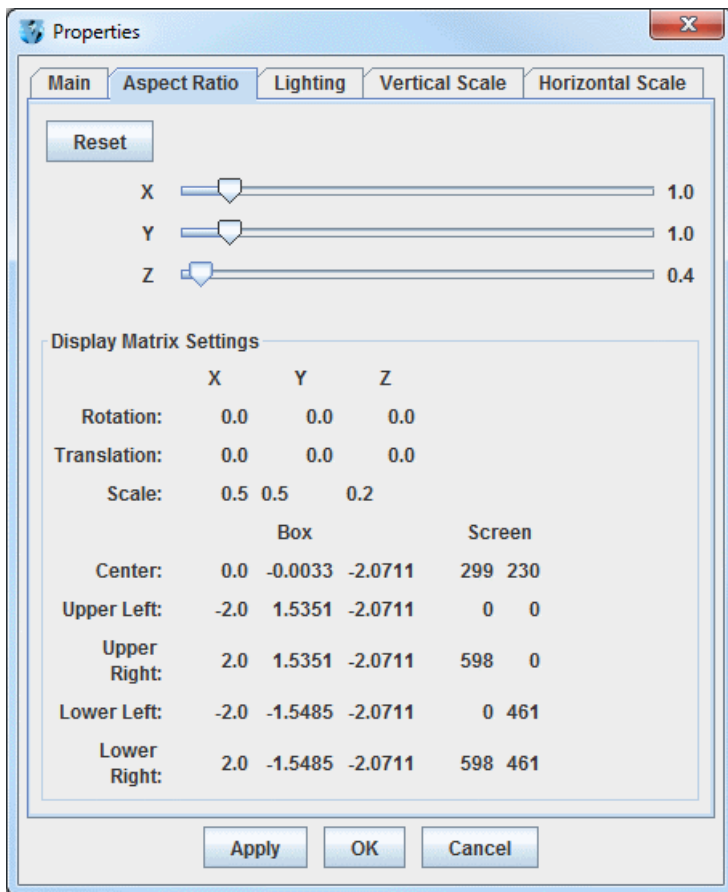 Properties
Main Aspect Ratio Lighting Vertical Scale Horizontal Scale
Reset
X 1.0
Y 1.0
Z 0.4
Display Matrix Settings
X Y Z
Rotation: 0.0 0.0 0.0
Translation: 0.0 0.0 0.0
Scale: 0.5 0.5 0.2
Box Screen
Center: 0.0 -0.0033 -2.0711 299 230
Upper Left: -2.0 1.5351 -2.0711 0 0
Upper
Right: 2.0 1.5351 -2.0711 598 0
Lower Left: -2.0 -1.5485 -2.0711 0 461
Lower
Right: 2.0 -1.5485 -2.0711 598 461
Apply OK Cancel